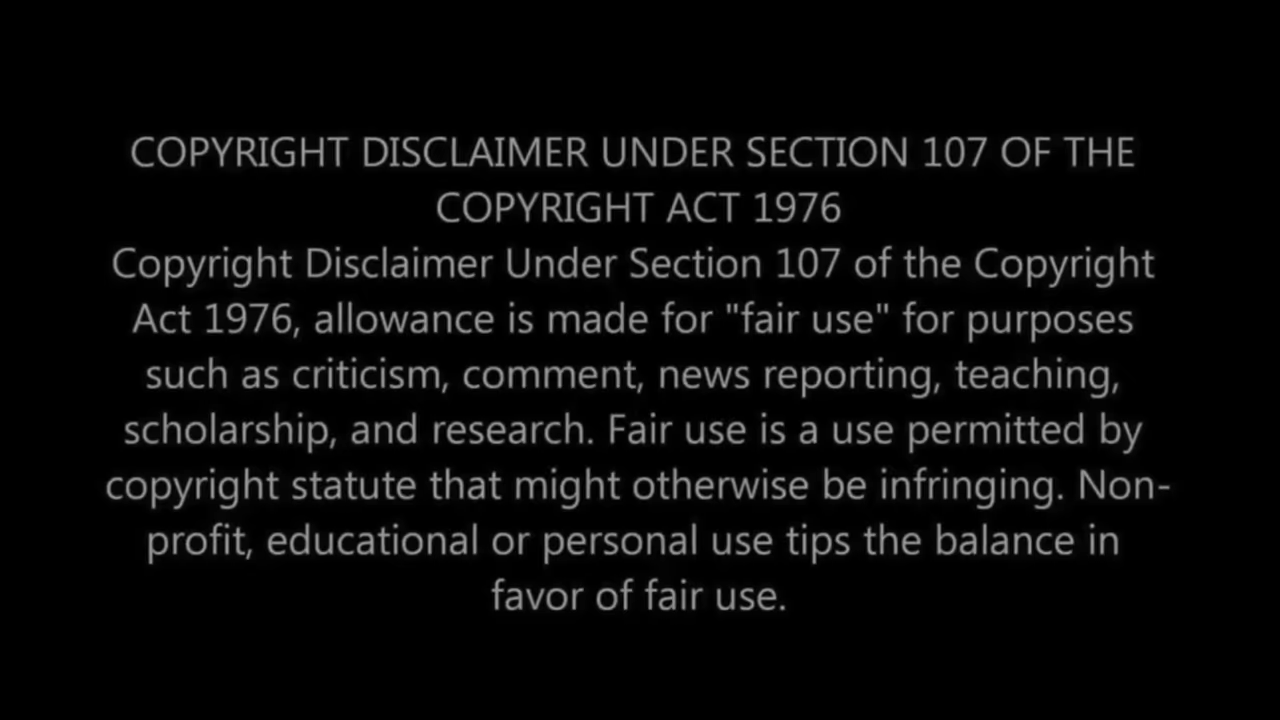 COPYRIGHT DISCLAIMER UNDER SECTION 107 OF THE
COPYRIGHT ACT 1976
Copyright Disclaimer Under Section 107 of the Copyright
Act 1976, allowance is made for "fair use" for purposes
such as criticism, comment, news reporting, teaching,
scholarship, and research. Fair use is a use permitted by
copyright statute that might otherwise be infringing. Non-
profit, educational or personal use tips the balance in
favor of fair use.